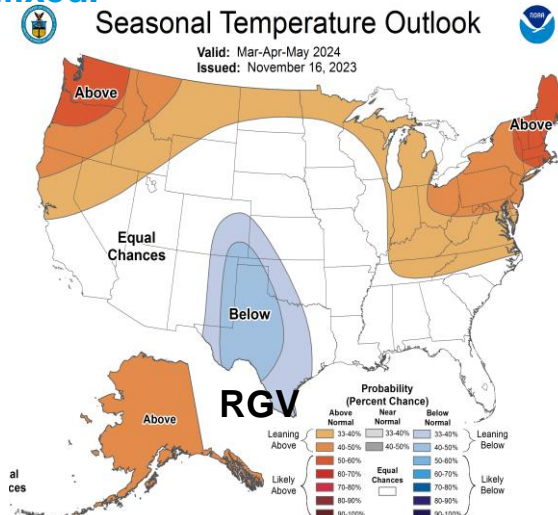 Seasonal Temperature Outlook
NOAA
Valid: Mar-Apr-May 2024
Issued: November 16, 2023
Above
Above
Equal
Chances
Below
RGV
Above
Probability
(Percent Chance)
Above
Normal
Near
Normal
Below
Normal
Leaning
Above
33-40%
33-40%
33-40%
Leaning
Below
40-50%
40-50%
40-50%
50-60%
Equal
Chances
50-60%
Likely
Above
60-70%
60-70%
Likely
Below
70-80%
70-80%
80-90%
80-90%
90-100%
90-100%
al
ces